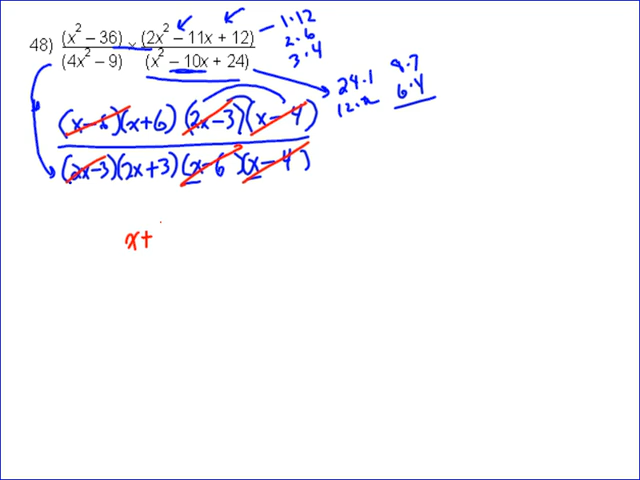 48) (x² − 36) × (2x² − 11x + 12)
(4x² − 9) (x² − 10x + 24)
1·12
2·6
3·4
24·1
12·2
8·7
6·4
(x − 6)(x + 6)(2x − 3)(x − 4)
(2x − 3)(2x + 3)(x − 6)(x − 4)
x +